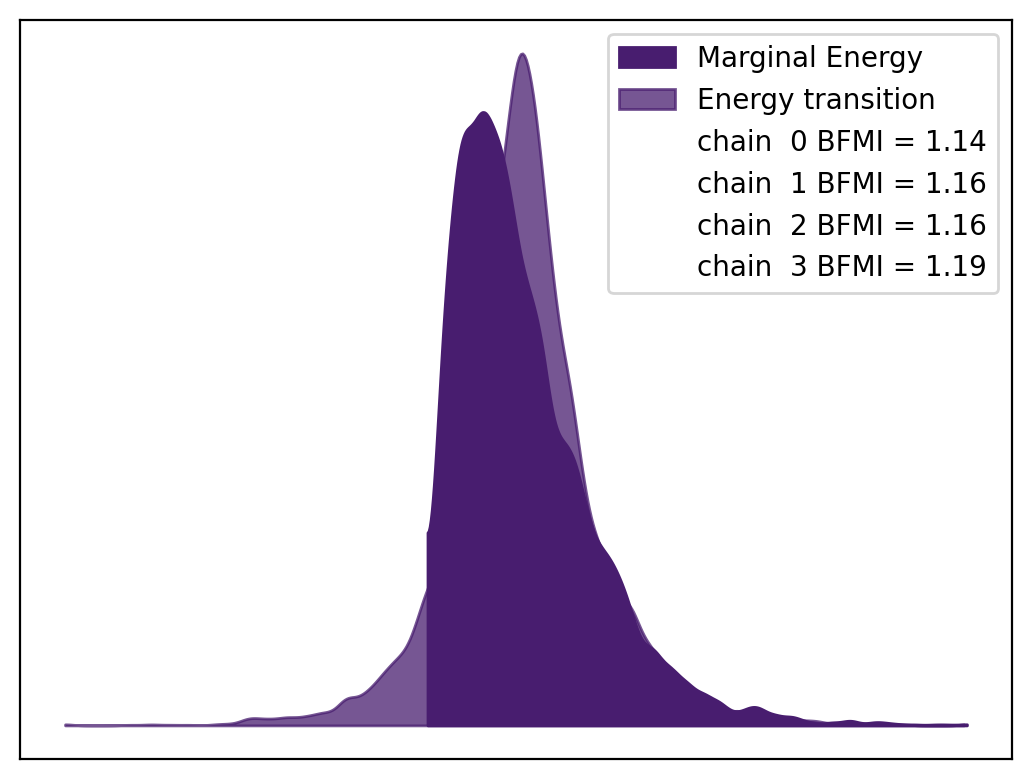 Marginal Energy
Energy transition
chain  0 BFMI = 1.14
chain  1 BFMI = 1.16
chain  2 BFMI = 1.16
chain  3 BFMI = 1.19